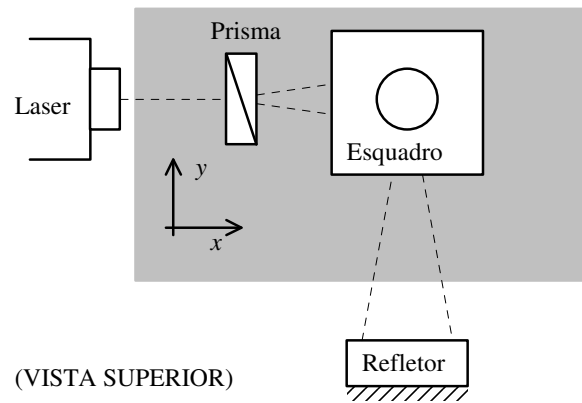 Prisma
Laser
Esquadro
y
x
Refletor
(VISTA SUPERIOR)